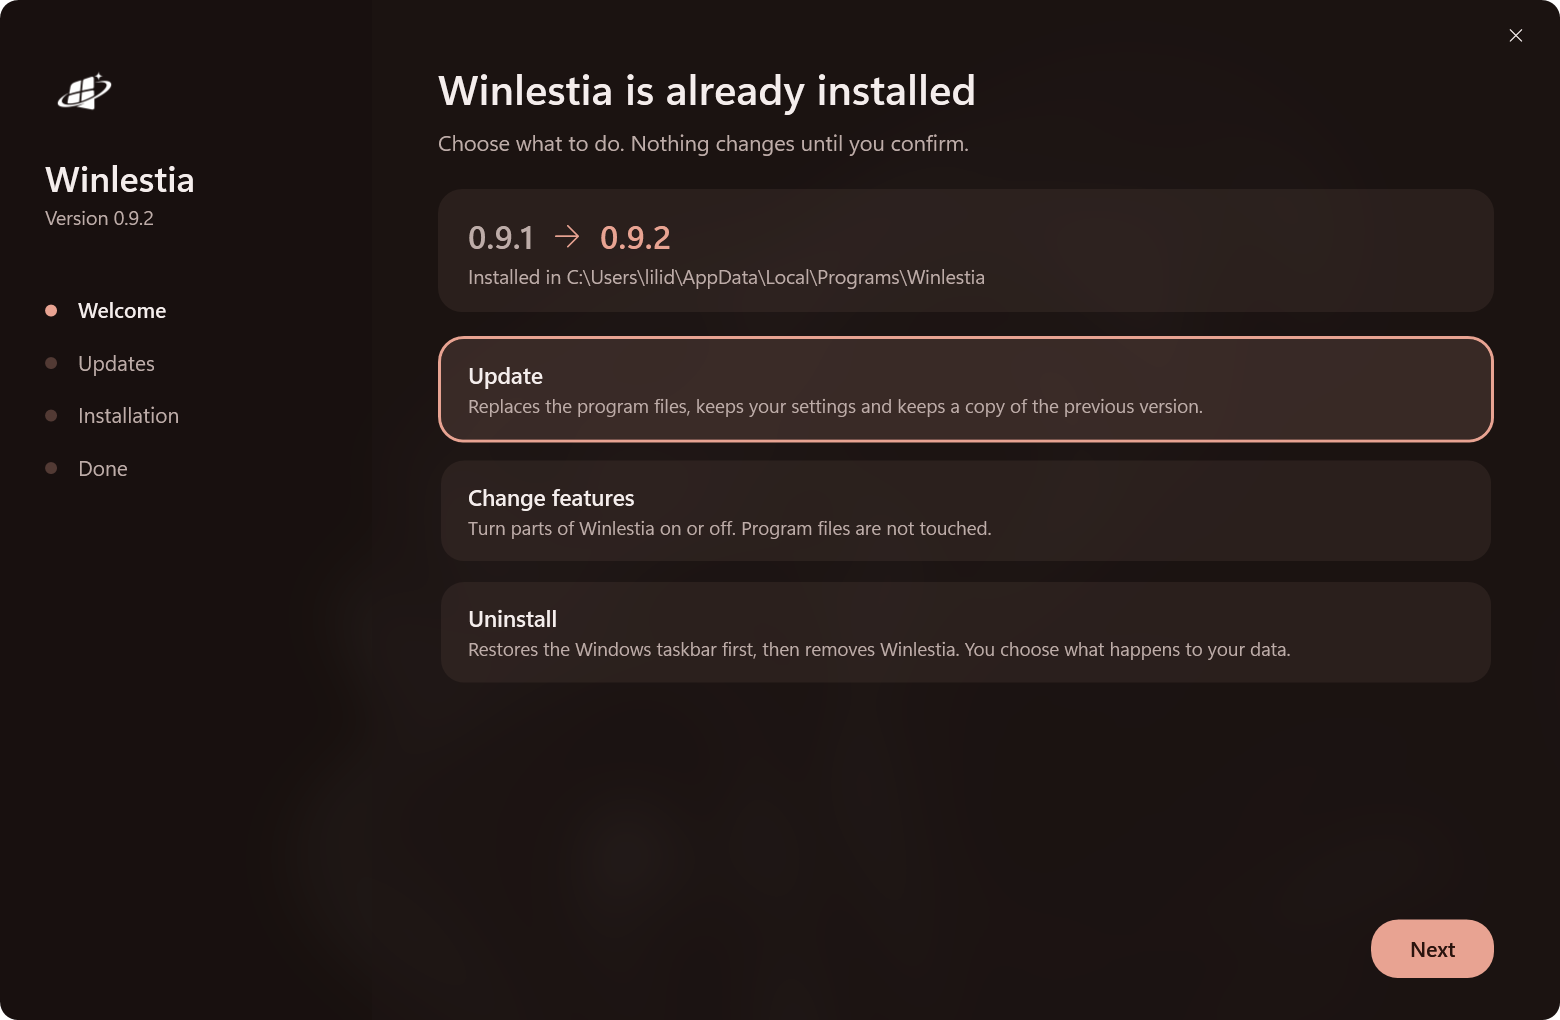 Winlestia
Version 0.9.2
Welcome
Updates
Installation
Done
Winlestia is already installed
Choose what to do. Nothing changes until you confirm.
0.9.1 → 0.9.2
Installed in C:\Users\lilid\AppData\Local\Programs\Winlestia
Update
Replaces the program files, keeps your settings and keeps a copy of the previous version.
Change features
Turn parts of Winlestia on or off. Program files are not touched.
Uninstall
Restores the Windows taskbar first, then removes Winlestia. You choose what happens to your data.
Next